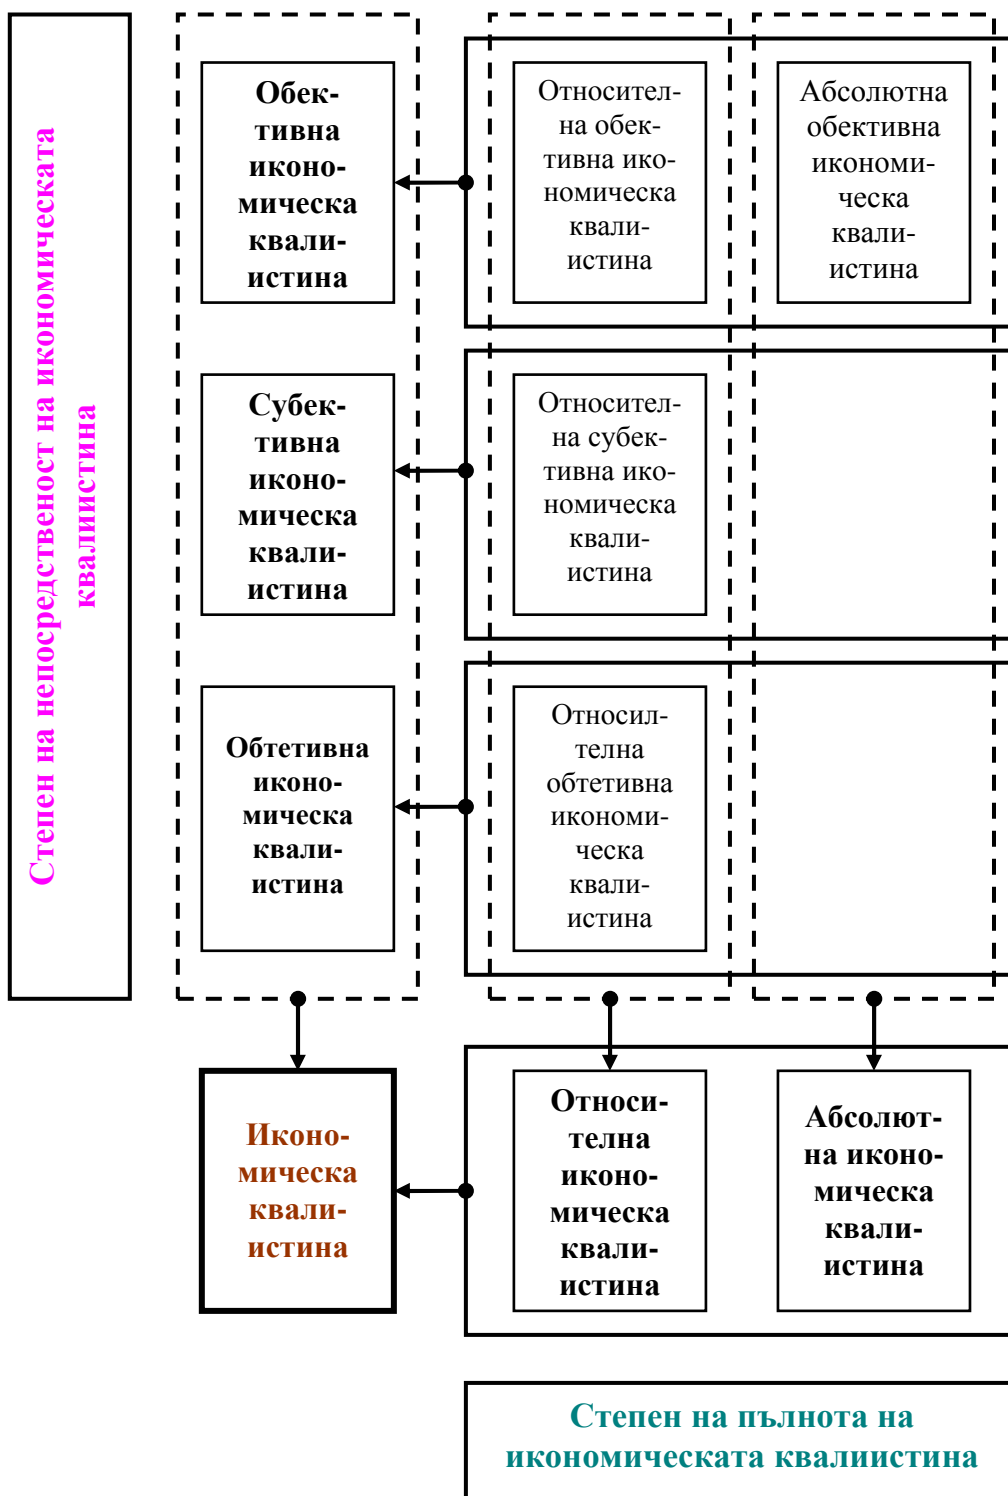 Степен на непосредственост на икономическата
квалиистина
Обек-
тивна
иконо-
мическа
квали-
истина
Относител-
на обек-
тивна ико-
номическа
квали-
истина
Абсолютна
обективна
икономи-
ческа
квали-
истина
Субек-
тивна
иконо-
мическа
квали-
истина
Относител-
на субек-
тивна ико-
номическа
квали-
истина
Обтетивна
иконо-
мическа
квали-
истина
Относил-
телна
обтетивна
икономи-
ческа
квали-
истина
Иконо-
мическа
квали-
истина
Относи-
телна
иконо-
мическа
квали-
истина
Абсолют-
на иконо-
мическа
квали-
истина
Степен на пълнота на
икономическата квалиистина